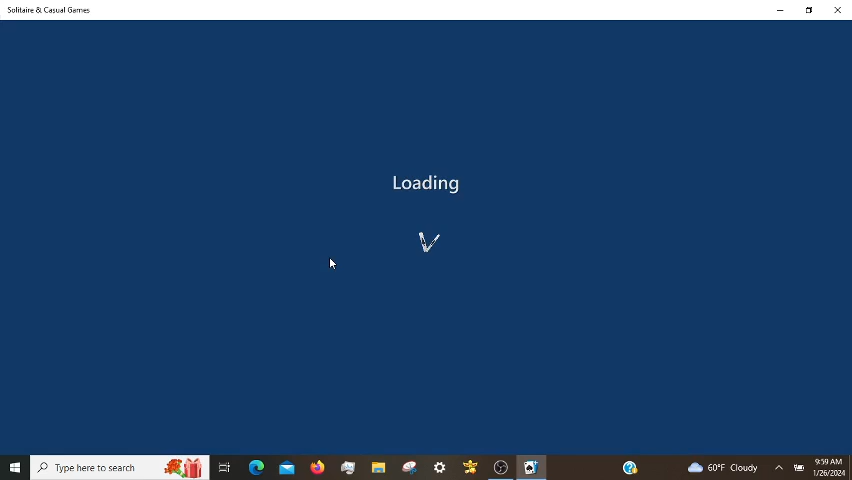 Solitaire & Casual Games
Loading
Type here to search
60°F Cloudy
9:59 AM
1/26/2024